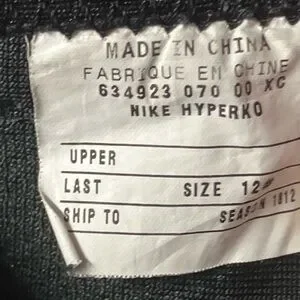 MADE IN CHINA
FABRIQUE EN CHINE
634923 070 00 XC
NIKE HYPERKO
UPPER
LAST SIZE 12
SHIP TO SEASON 1012